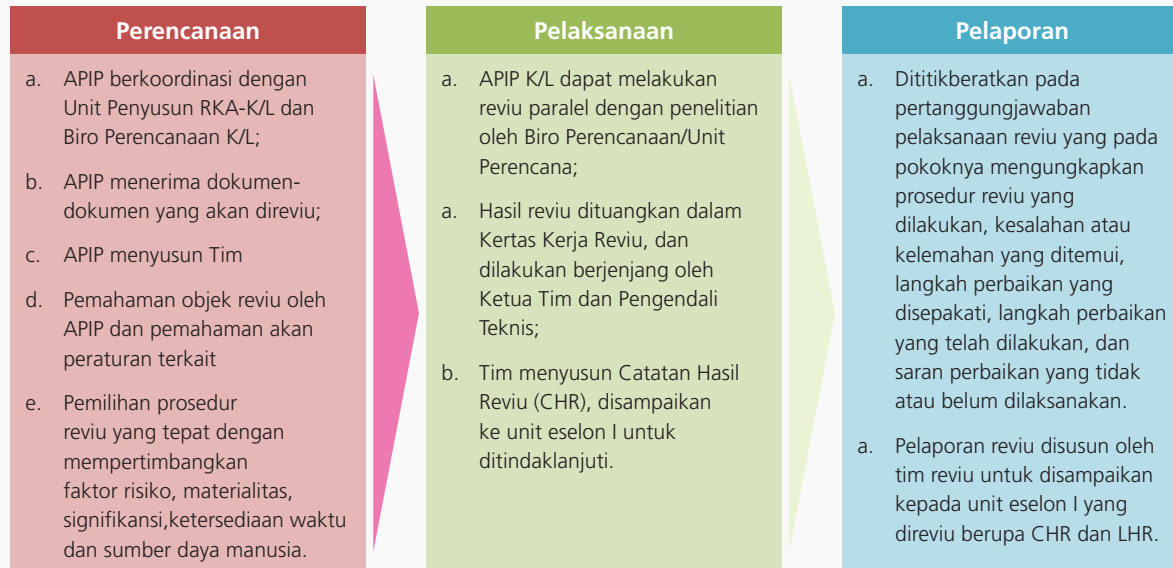 Perencanaan
a. APIP berkoordinasi dengan
Unit Penyusun RKA-K/L dan
Biro Perencanaan K/L;
b. APIP menerima dokumen-
dokumen yang akan direviu;
c. APIP menyusun Tim
d. Pemahaman objek reviu oleh
APIP dan pemahaman akan
peraturan terkait
e. Pemilihan prosedur
reviu yang tepat dengan
mempertimbangkan
faktor risiko, materialitas,
signifikansi,ketersediaan waktu
dan sumber daya manusia.
Pelaksanaan
a. APIP K/L dapat melakukan
reviu paralel dengan penelitian
oleh Biro Perencanaan/Unit
Perencana;
a. Hasil reviu dituangkan dalam
Kertas Kerja Reviu, dan
dilakukan berjenjang oleh
Ketua Tim dan Pengendali
Teknis;
b. Tim menyusun Catatan Hasil
Reviu (CHR), disampaikan
ke unit eselon I untuk
ditindaklanjuti.
Pelaporan
a. Dititikberatkan pada
pertanggungjawaban
pelaksanaan reviu yang pada
pokoknya mengungkapkan
prosedur reviu yang
dilakukan, kesalahan atau
kelemahan yang ditemui,
langkah perbaikan yang
disepakati, langkah perbaikan
yang telah dilakukan, dan
saran perbaikan yang tidak
atau belum dilaksanakan.
a. Pelaporan reviu disusun oleh
tim reviu untuk disampaikan
kepada unit eselon I yang
direviu berupa CHR dan LHR.